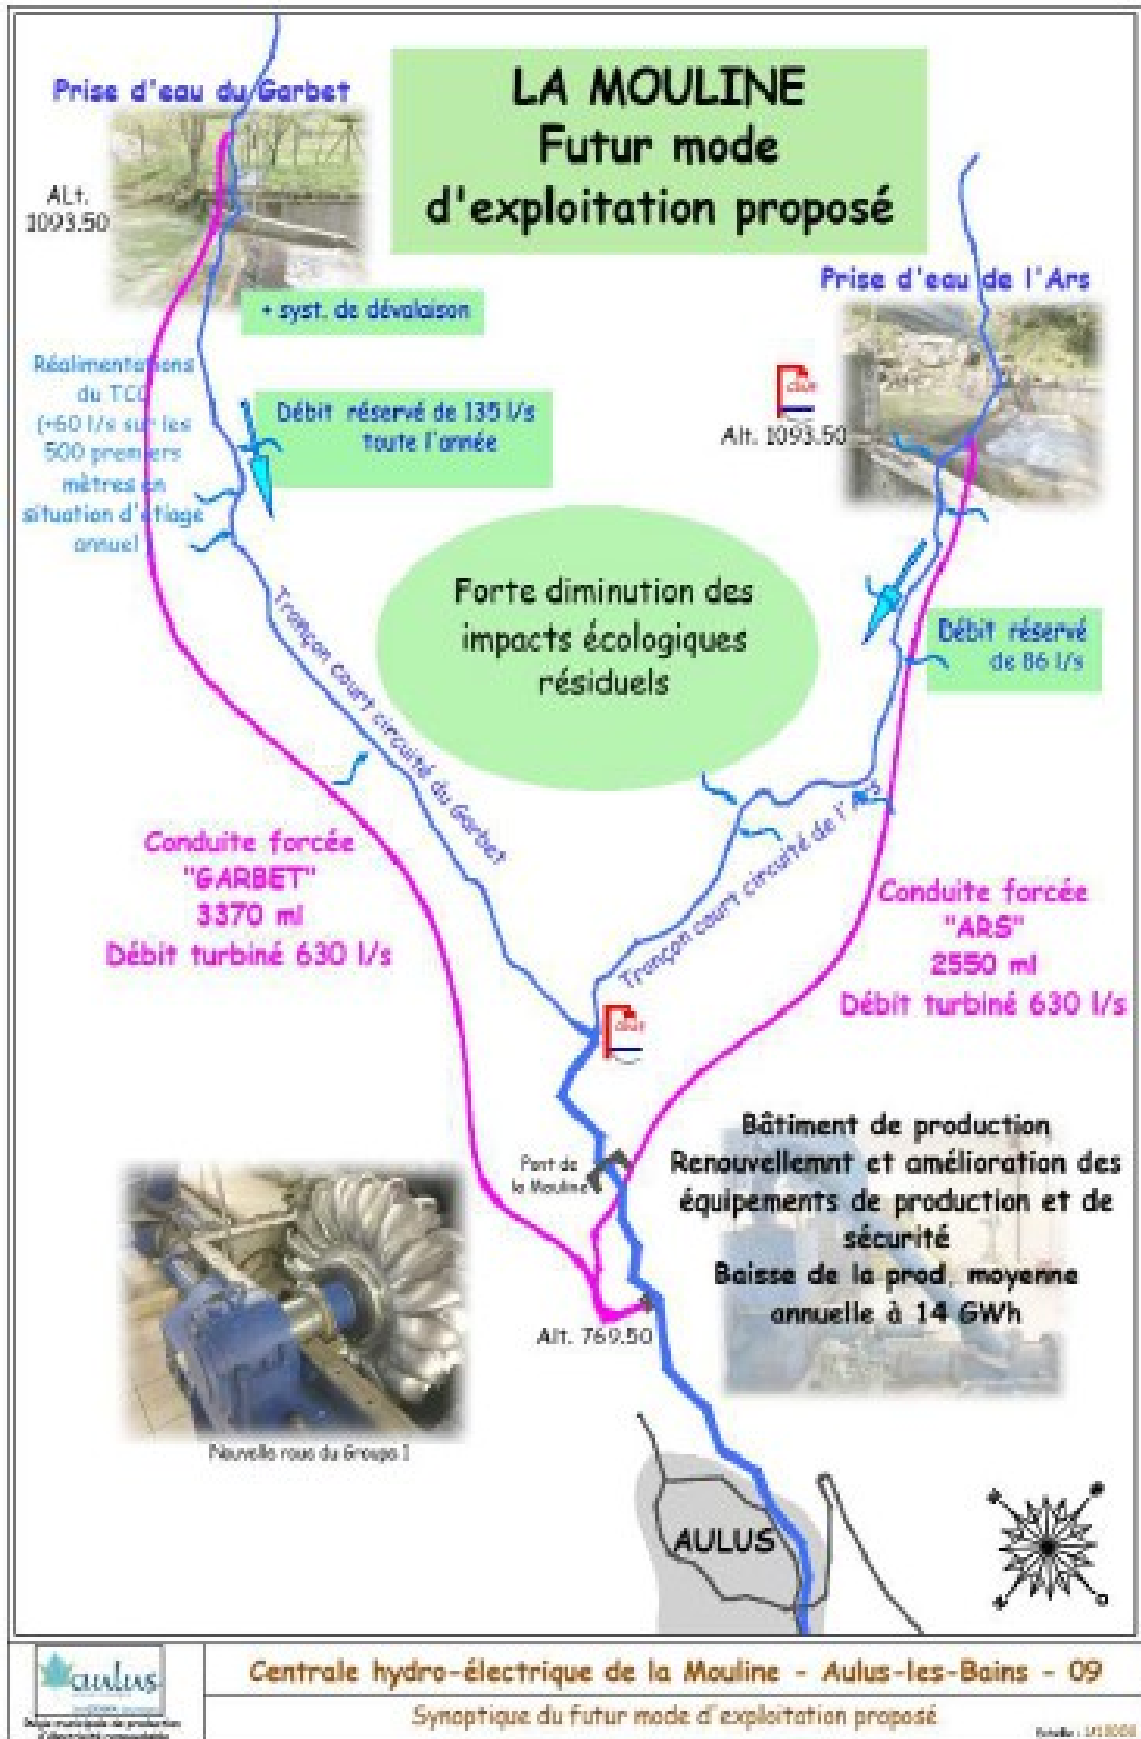 LA MOULINE
Futur mode
d'exploitation proposé
Prise d'eau du Garbet
ALt.
1093.50
+ syst. de dévalaison
Prise d'eau de l'Ars
Alt. 1093.50
Réalimentations
du TCC
(+60 l/s sur les
500 premiers
mètres en
situation d'étiage
annuel
Débit réservé de 135 l/s
toute l'année
Forte diminution des
impacts écologiques
résiduels
Débit réservé
de 86 l/s
Tronçon court circuité du Garbet
Tronçon court circuité de l'Ars
Conduite forcée
"GARBET"
3370 ml
Débit turbiné 630 l/s
Conduite forcée
"ARS"
2550 ml
Débit turbiné 630 l/s
Pont de
la Mouline
Bâtiment de production
Renouvellemnt et amélioration des
équipements de production et de
sécurité
Baisse de la prod. moyenne
annuelle à 14 GWh
Alt. 769.50
Nouvelle roue du Groupe 1
AULUS
aulus
Centrale hydro-électrique de la Mouline - Aulus-les-Bains - 09
Synoptique du futur mode d'exploitation proposé